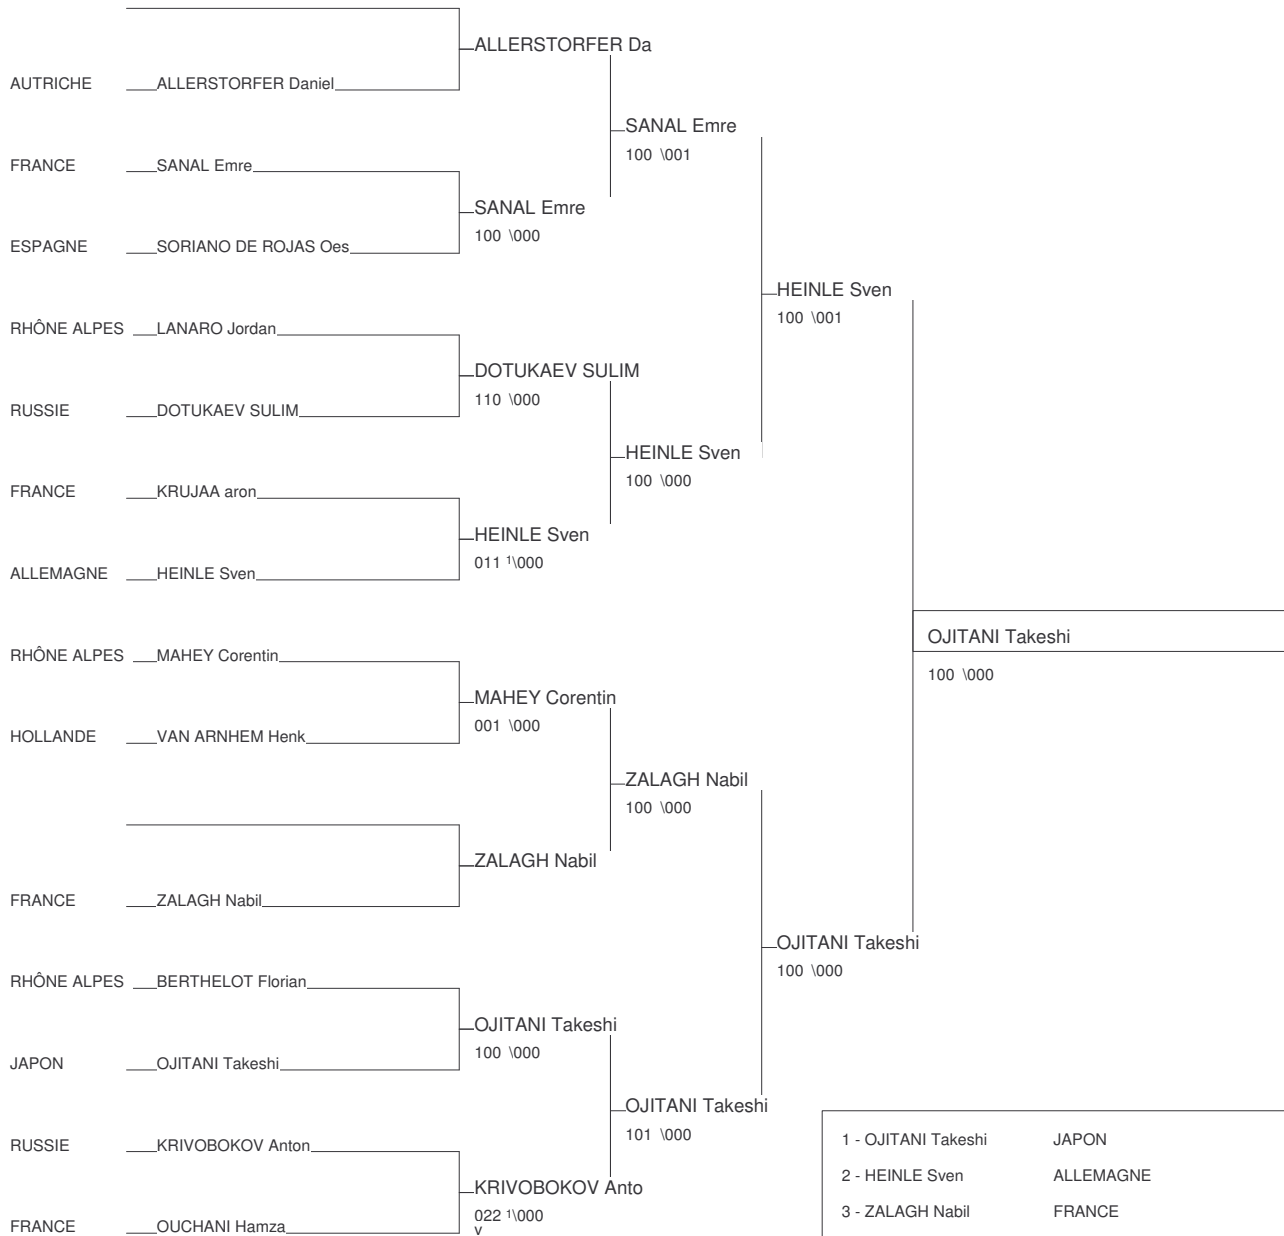 ALLERSTORFER Da
AUTRICHE ALLERSTORFER Daniel
SANAL Emre
100 \001
FRANCE SANAL Emre
SANAL Emre
100 \000
ESPAGNE SORIANO DE ROJAS Oes
HEINLE Sven
100 \001
RHÔNE ALPES LANARO Jordan
DOTUKAEV SULIM
110 \000
RUSSIE DOTUKAEV SULIM
HEINLE Sven
100 \000
FRANCE KRUJAA aron
HEINLE Sven
011 ¹\000
ALLEMAGNE HEINLE Sven
OJITANI Takeshi
100 \000
RHÔNE ALPES MAHEY Corentin
MAHEY Corentin
001 \000
HOLLANDE VAN ARNHEM Henk
ZALAGH Nabil
100 \000
ZALAGH Nabil
FRANCE ZALAGH Nabil
OJITANI Takeshi
100 \000
RHÔNE ALPES BERTHELOT Florian
OJITANI Takeshi
100 \000
JAPON OJITANI Takeshi
OJITANI Takeshi
101 \000
RUSSIE KRIVOBOKOV Anton
KRIVOBOKOV Anto
022 ¹\000
V
FRANCE OUCHANI Hamza
1 - OJITANI Takeshi JAPON
2 - HEINLE Sven ALLEMAGNE
3 - ZALAGH Nabil FRANCE